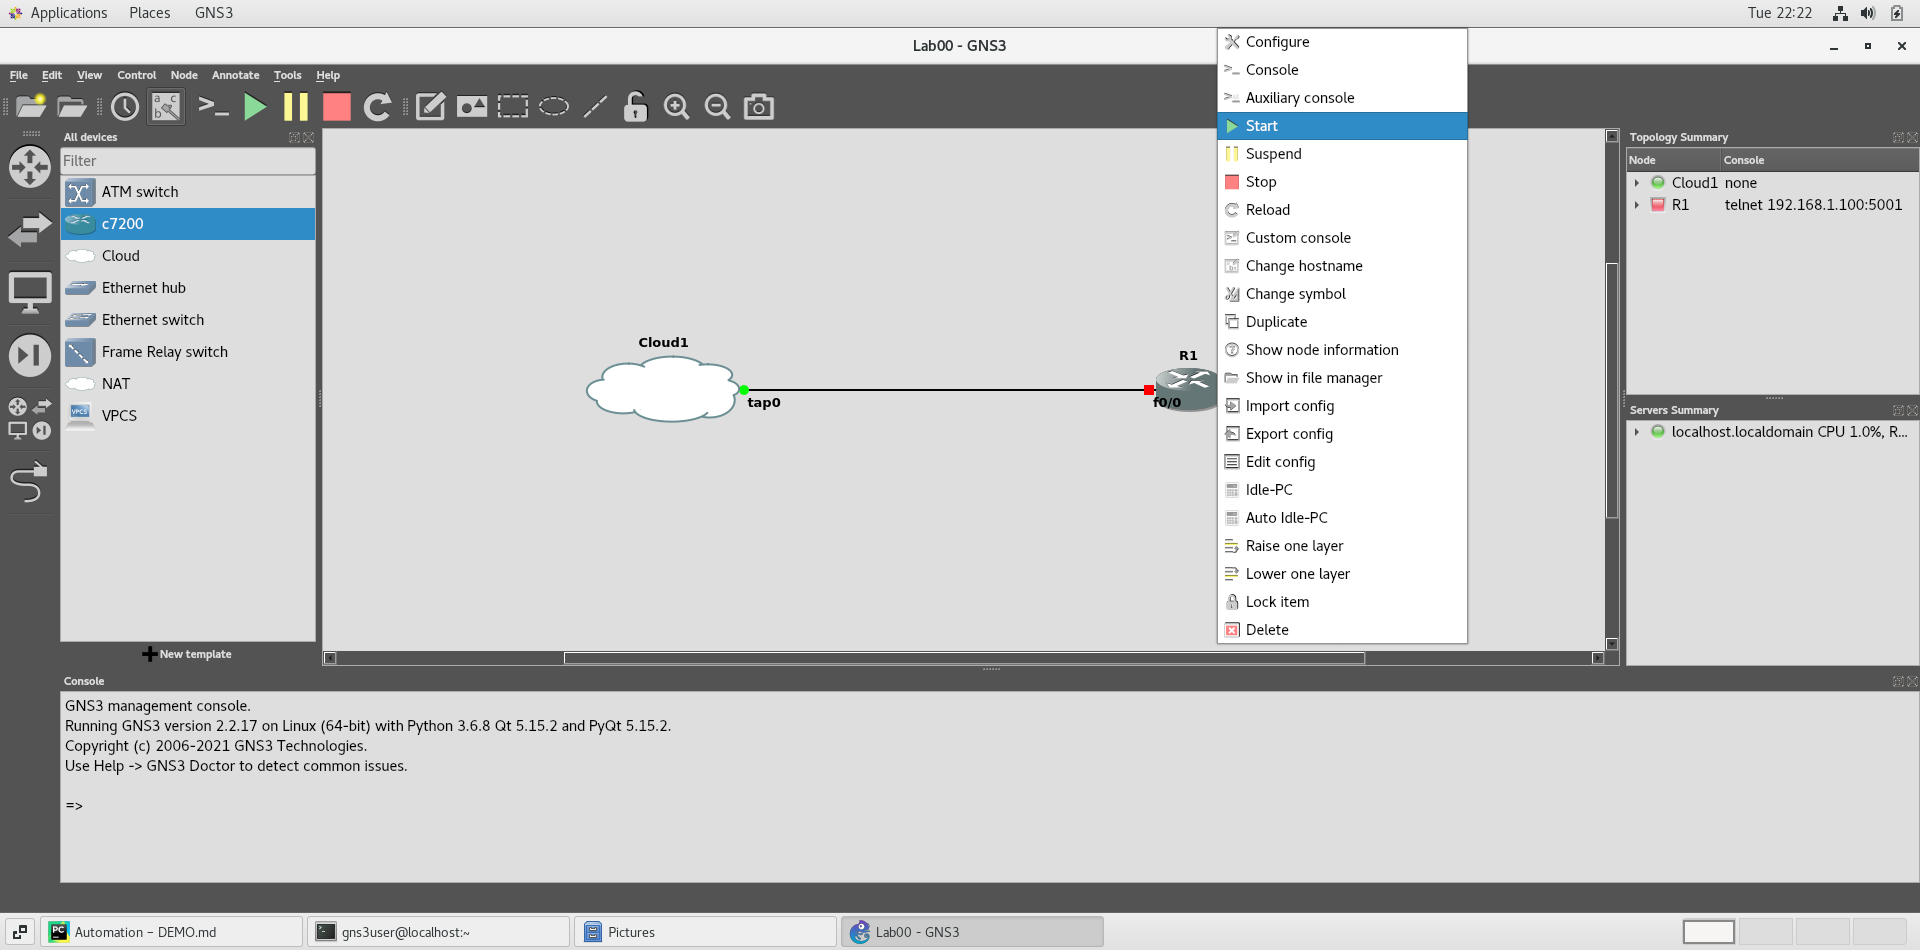 Applications Places GNS3 Tue 22:22
Lab00 - GNS3
File Edit View Control Node Annotate Tools Help
All devices
Filter
ATM switch
c7200
Cloud
Ethernet hub
Ethernet switch
Frame Relay switch
NAT
VPCS
New template
Cloud1
tap0
R1
f0/0
Configure
Console
Auxiliary console
Start
Suspend
Stop
Reload
Custom console
Change hostname
Change symbol
Duplicate
Show node information
Show in file manager
Import config
Export config
Edit config
Idle-PC
Auto Idle-PC
Raise one layer
Lower one layer
Lock item
Delete
Topology Summary
Node Console
Cloud1 none
R1 telnet 192.168.1.100:5001
Servers Summary
localhost.localdomain CPU 1.0%, R...
Console
GNS3 management console.
Running GNS3 version 2.2.17 on Linux (64-bit) with Python 3.6.8 Qt 5.15.2 and PyQt 5.15.2.
Copyright (c) 2006-2021 GNS3 Technologies.
Use Help -> GNS3 Doctor to detect common issues.
=>
Automation – DEMO.md gns3user@localhost:~ Pictures Lab00 - GNS3